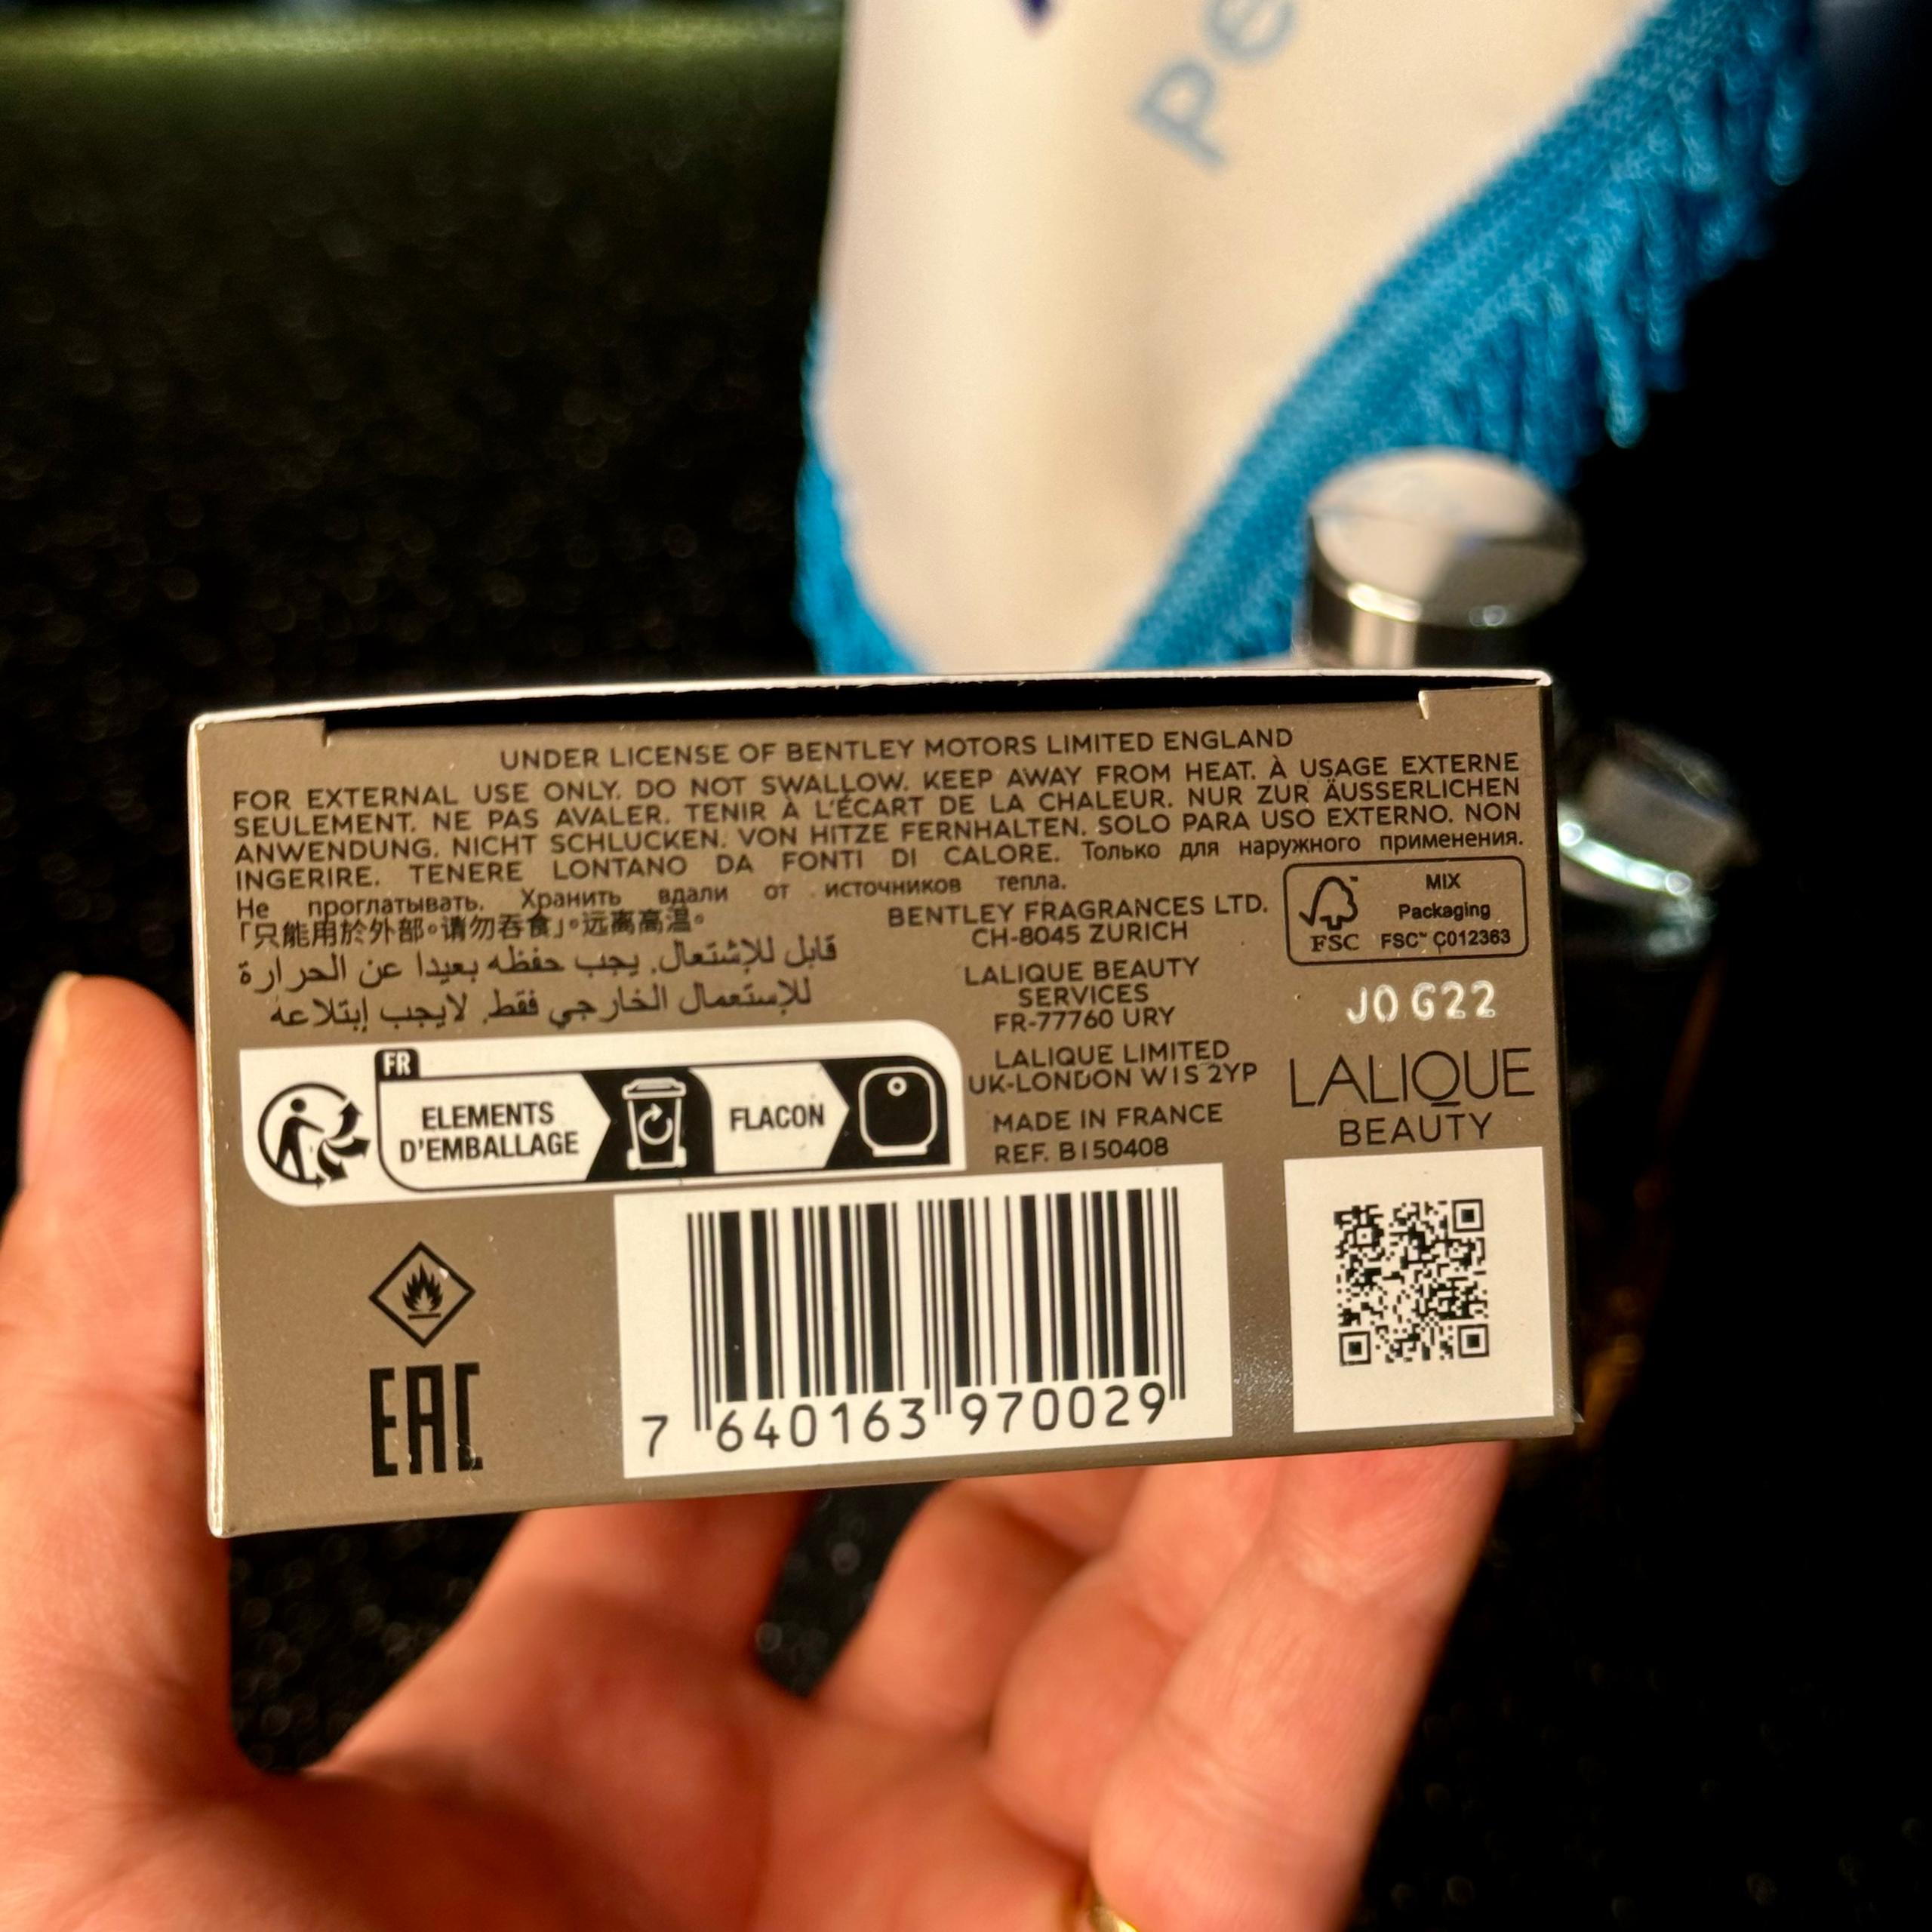 Pe
UNDER LICENSE OF BENTLEY MOTORS LIMITED ENGLAND
FOR EXTERNAL USE ONLY. DO NOT SWALLOW. KEEP AWAY FROM HEAT. À USAGE EXTERNE
SEULEMENT. NE PAS AVALER. TENIR À L'ÉCART DE LA CHALEUR. NUR ZUR ÄUSSERLICHEN
ANWENDUNG. NICHT SCHLUCKEN. VON HITZE FERNHALTEN. SOLO PARA USO EXTERNO. NON
INGERIRE. TENERE LONTANO DA FONTI DI CALORE. Только для наружного применения.
Не проглатывать. Хранить вдали от источников тепла.
「只能用於外部。请勿吞食」。远离高温。
قابل للإشتعال. يجب حفظه بعيدا عن الحرارة
للإستعمال الخارجي فقط. لايجب إبتلاعه
BENTLEY FRAGRANCES LTD.
CH-8045 ZURICH
LALIQUE BEAUTY
SERVICES
FR-77760 URY
LALIQUE LIMITED
UK-LONDON W1S 2YP
MADE IN FRANCE
REF. B150408
FSC
MIX
Packaging
FSC™ C012363
J0 G22
LALIQUE
BEAUTY
FR
ELEMENTS
D'EMBALLAGE
FLACON
EAC
7 640163 970029